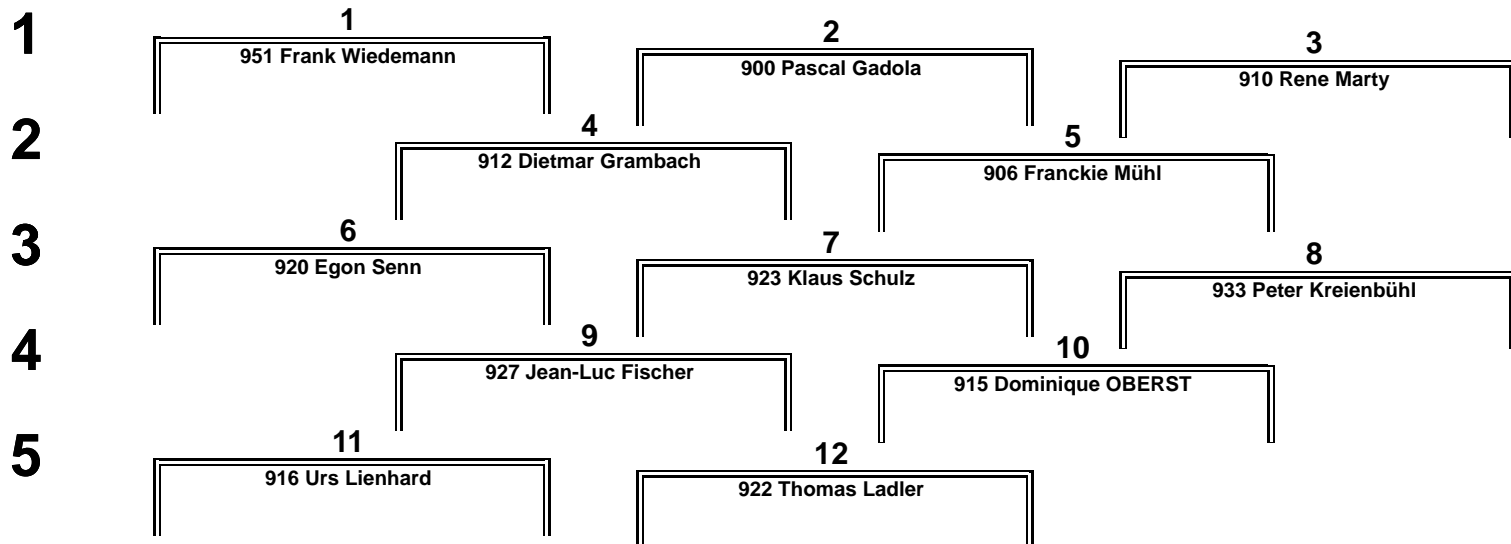 1
1
951 Frank Wiedemann
2
900 Pascal Gadola
3
910 Rene Marty
2
4
912 Dietmar Grambach
5
906 Franckie Mühl
3
6
920 Egon Senn
7
923 Klaus Schulz
8
933 Peter Kreienbühl
4
9
927 Jean-Luc Fischer
10
915 Dominique OBERST
5
11
916 Urs Lienhard
12
922 Thomas Ladler